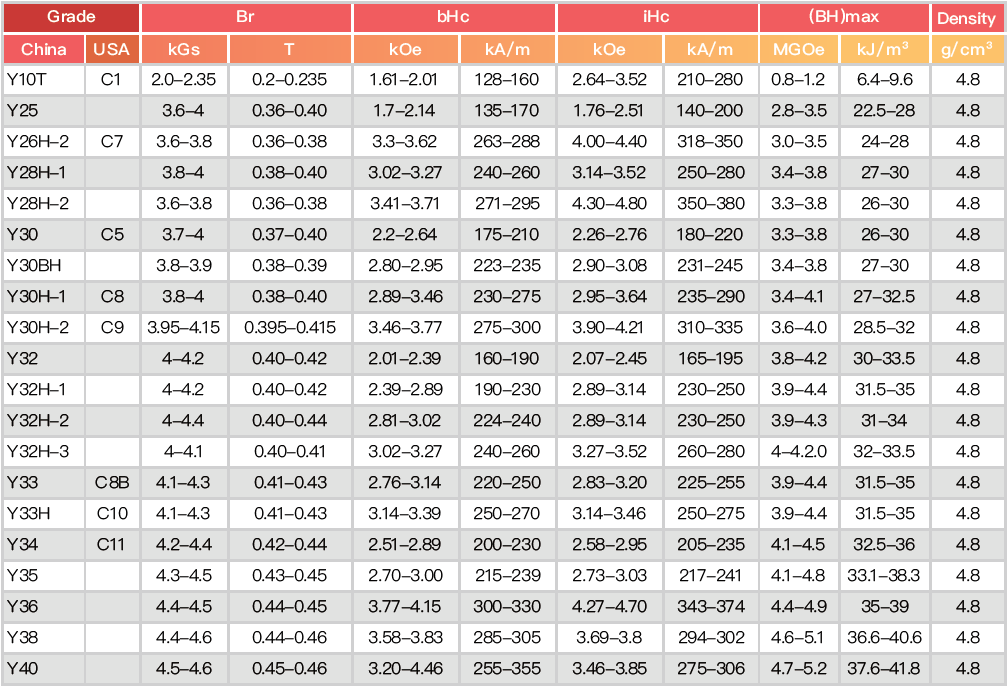 Grade Br bHc iHc (BH)max Density
China USA kGs T kOe kA/m kOe kA/m MGOe kJ/m³ g/cm³
Y10T C1 2.0–2.35 0.2–0.235 1.61–2.01 128–160 2.64–3.52 210–280 0.8–1.2 6.4–9.6 4.8
Y25 3.6–4 0.36–0.40 1.7–2.14 135–170 1.76–2.51 140–200 2.8–3.5 22.5–28 4.8
Y26H–2 C7 3.6–3.8 0.36–0.38 3.3–3.62 263–288 4.00–4.40 318–350 3.0–3.5 24–28 4.8
Y28H–1 3.8–4 0.38–0.40 3.02–3.27 240–260 3.14–3.52 250–280 3.4–3.8 27–30 4.8
Y28H–2 3.6–3.8 0.36–0.38 3.41–3.71 271–295 4.30–4.80 350–380 3.3–3.8 26–30 4.8
Y30 C5 3.7–4 0.37–0.40 2.2–2.64 175–210 2.26–2.76 180–220 3.3–3.8 26–30 4.8
Y30BH 3.8–3.9 0.38–0.39 2.80–2.95 223–235 2.90–3.08 231–245 3.4–3.8 27–30 4.8
Y30H–1 C8 3.8–4 0.38–0.40 2.89–3.46 230–275 2.95–3.64 235–290 3.4–4.1 27–32.5 4.8
Y30H–2 C9 3.95–4.15 0.395–0.415 3.46–3.77 275–300 3.90–4.21 310–335 3.6–4.0 28.5–32 4.8
Y32 4–4.2 0.40–0.42 2.01–2.39 160–190 2.07–2.45 165–195 3.8–4.2 30–33.5 4.8
Y32H–1 4–4.2 0.40–0.42 2.39–2.89 190–230 2.89–3.14 230–250 3.9–4.4 31.5–35 4.8
Y32H–2 4–4.4 0.40–0.44 2.81–3.02 224–240 2.89–3.14 230–250 3.9–4.3 31–34 4.8
Y32H–3 4–4.1 0.40–0.41 3.02–3.27 240–260 3.27–3.52 260–280 4–4.2.0 32–33.5 4.8
Y33 C8B 4.1–4.3 0.41–0.43 2.76–3.14 220–250 2.83–3.20 225–255 3.9–4.4 31.5–35 4.8
Y33H C10 4.1–4.3 0.41–0.43 3.14–3.39 250–270 3.14–3.46 250–275 3.9–4.4 31.5–35 4.8
Y34 C11 4.2–4.4 0.42–0.44 2.51–2.89 200–230 2.58–2.95 205–235 4.1–4.5 32.5–36 4.8
Y35 4.3–4.5 0.43–0.45 2.70–3.00 215–239 2.73–3.03 217–241 4.1–4.8 33.1–38.3 4.8
Y36 4.4–4.5 0.44–0.45 3.77–4.15 300–330 4.27–4.70 343–374 4.4–4.9 35–39 4.8
Y38 4.4–4.6 0.44–0.46 3.58–3.83 285–305 3.69–3.8 294–302 4.6–5.1 36.6–40.6 4.8
Y40 4.5–4.6 0.45–0.46 3.20–4.46 255–355 3.46–3.85 275–306 4.7–5.2 37.6–41.8 4.8